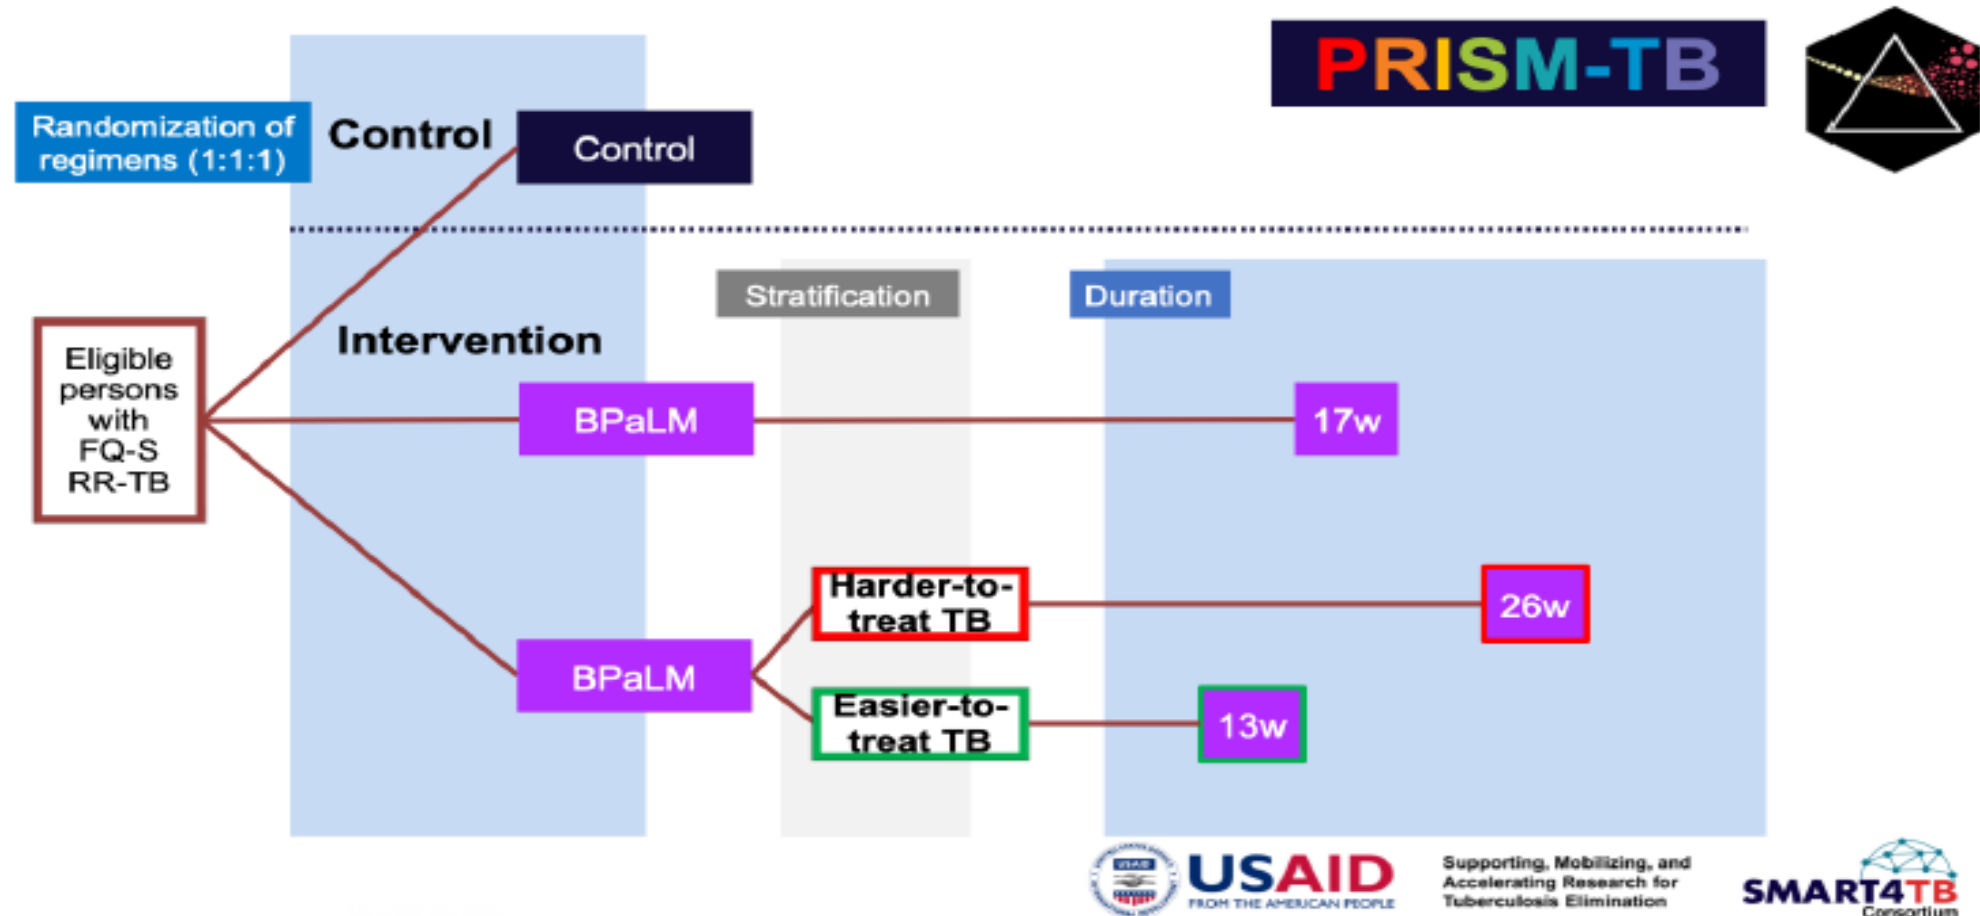 PRISM-TB
Randomization of
regimens (1:1:1)
Control
Control
Stratification
Duration
Intervention
Eligible
persons
with
FQ-S
RR-TB
BPaLM
17w
Harder-to-
treat TB
26w
BPaLM
Easier-to-
treat TB
13w
USAID
USAID
FROM THE AMERICAN PEOPLE
Supporting, Mobilizing, and
Accelerating Research for
Tuberculosis Elimination
SMART4TB
Consortium